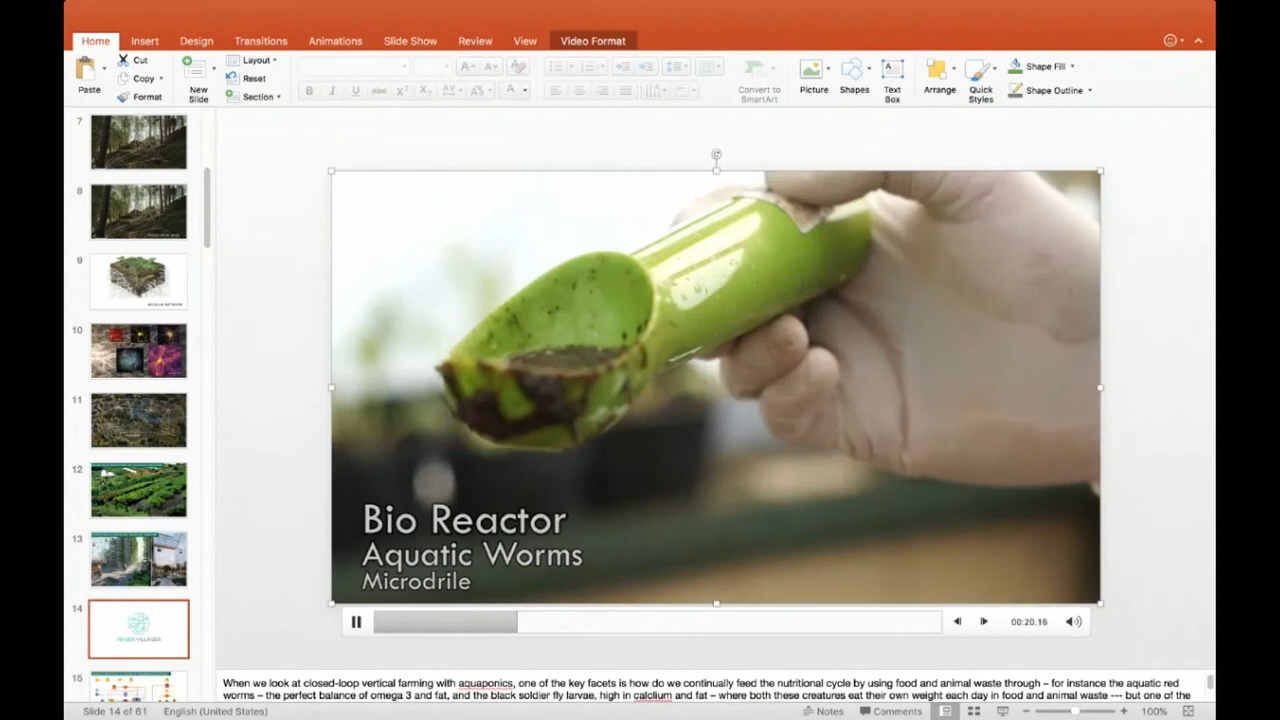 Home Insert Design Transitions Animations Slide Show Review View Video Format
Paste
Cut
Copy
Format
New
Slide
Layout
Reset
Section
Convert to
SmartArt
Picture
Shapes
Text
Box
Arrange
Quick
Styles
Shape Fill
Shape Outline
7
8
9
10
11
12
13
14
15
Bio Reactor
Aquatic Worms
Microdrile
00:20.16
When we look at closed-loop vertical farming with aquaponics, one of the key facets is how do we continually feed the nutritional cycle by using food and animal waste through – for instance the aquatic red
worms – the perfect balance of omega 3 and fat, and the black soldier fly larvae, high in calclium and fat – where both these creatures eat their own weight each day in food and animal waste --- but one of the
Slide 14 of 61 English (United States) Notes Comments 100%